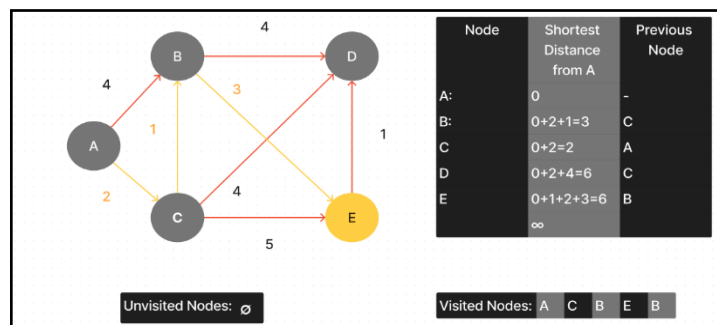 4
B
D
4
3
A
1
1
2
4
C
E
5
Node Shortest Distance from A Previous Node
A: 0 -
B: 0+2+1=3 C
C 0+2=2 A
D 0+2+4=6 C
E 0+1+2+3=6 B
∞
Unvisited Nodes: ø
Visited Nodes: A C B E B